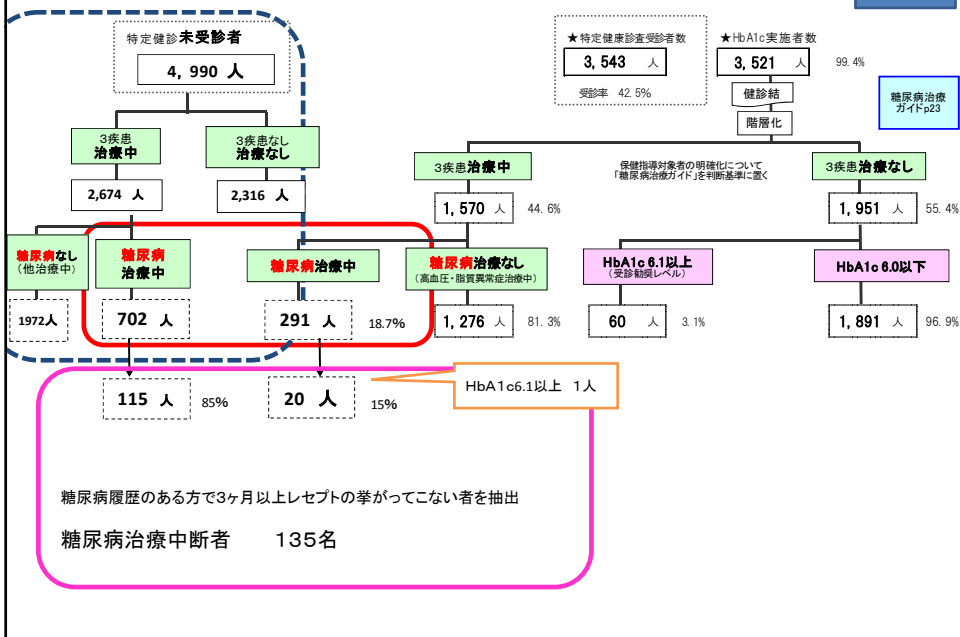 特定健診未受診者
4,990 人
★特定健康診査受診者数
3,543 人
受診率 42.5%
★HbA1c実施者数
3,521 人
99.4%
健診結
階層化
糖尿病治療
ガイドp23
3疾患
治療中
3疾患なし
治療なし
2,674 人
2,316 人
3疾患治療中
保健指導対象者の明確化について
「糖尿病治療ガイド」を判断基準に置く
3疾患治療なし
1,570 人
44.6%
1,951 人
55.4%
糖尿病なし
(他治療中)
糖尿病
治療中
糖尿病治療中
糖尿病治療なし
(高血圧・脂質異常症治療中)
HbA1c 6.1以上
(受診勧奨レベル)
HbA1c 6.0以下
1972人
702 人
291 人
18.7%
1,276 人
81.3%
60 人
3.1%
1,891 人
96.9%
115 人
85%
20 人
15%
HbA1c6.1以上 1人
糖尿病履歴のある方で3ヶ月以上レセプトの挙がってこない者を抽出
糖尿病治療中断者 135名